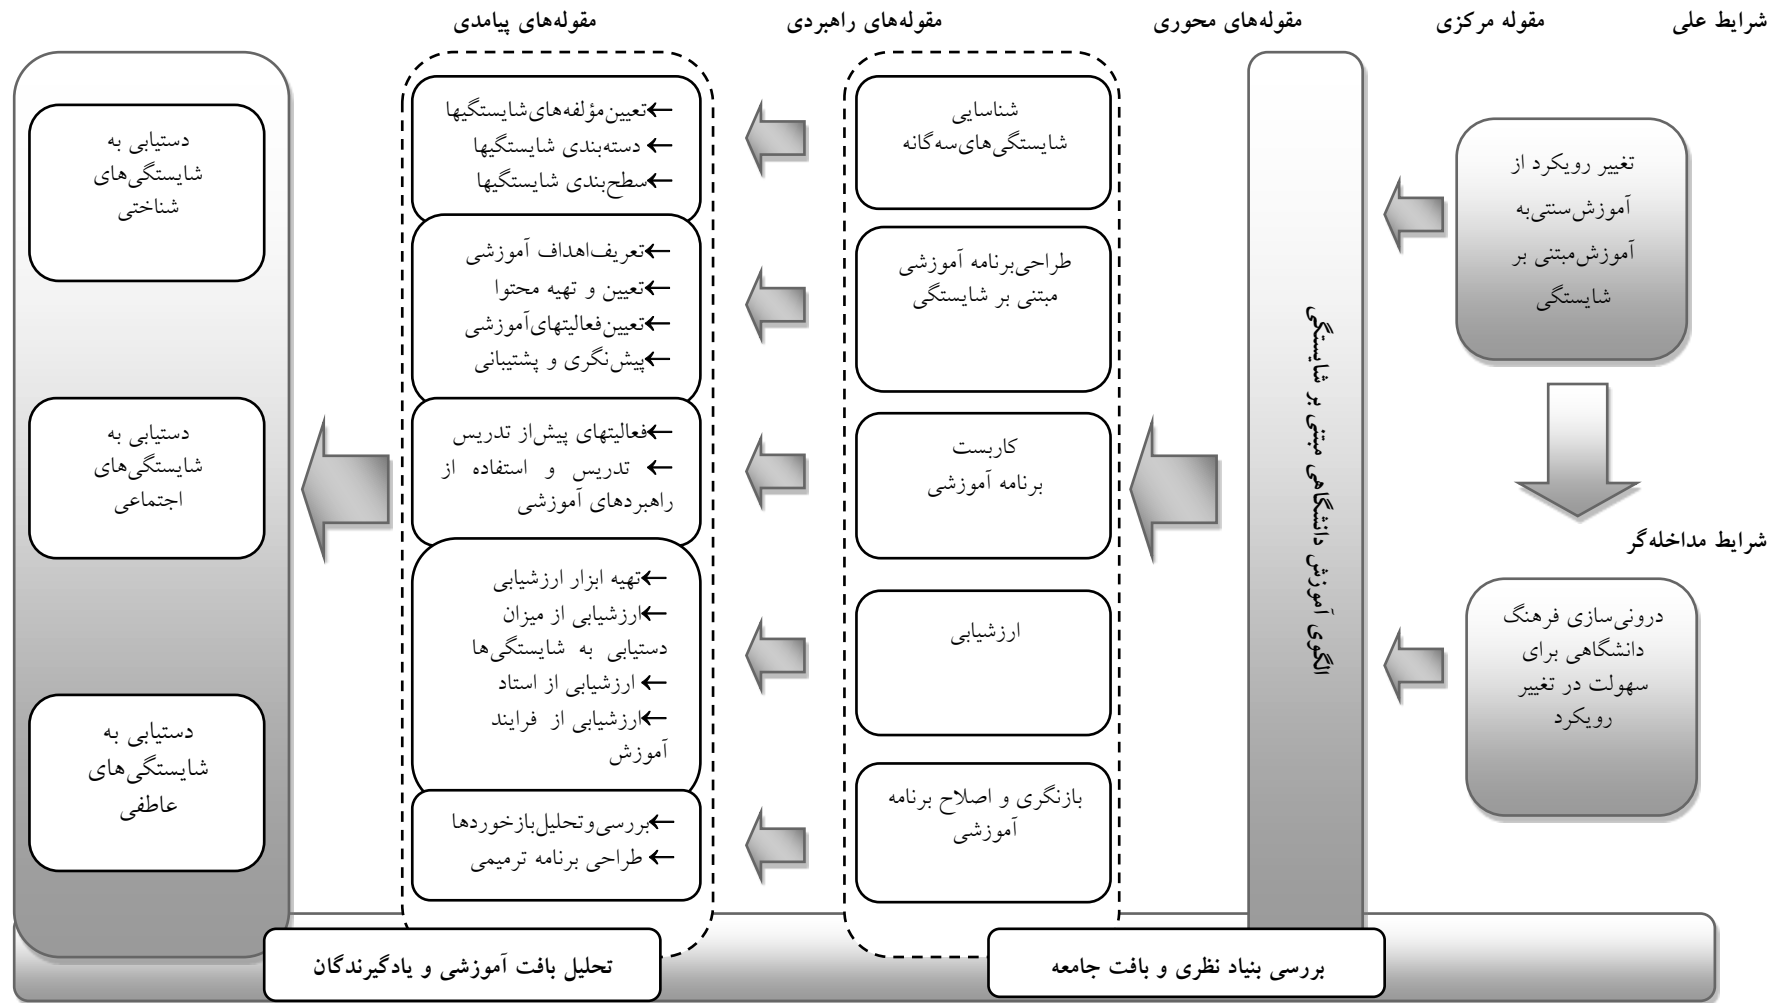 شرایط علی
مقوله مرکزی
مقوله‌های محوری
مقوله‌های راهبردی
مقوله‌های پیامدی
تغییر رویکرد از
آموزش‌سنتی‌به
آموزش‌مبتنی بر
شایستگی
شرایط مداخله‌گر
درونی‌سازی فرهنگ
دانشگاهی برای
سهولت در تغییر
رویکرد
الگوی آموزش دانشگاهی مبتنی بر شایستگی
شناسایی
شایستگی‌های‌سه‌گانه
طراحی‌برنامه آموزشی
مبتنی بر شایستگی
کاربست
برنامه آموزشی
ارزشیابی
بازنگری و اصلاح برنامه
آموزشی
←تعیین‌مؤلفه‌های‌شایستگیها
← دسته‌بندی شایستگیها
←سطح‌بندی شایستگیها
←تعریف‌اهداف آموزشی
←تعیین و تهیه محتوا
←تعیین‌فعالیتهای‌آموزشی
←پیش‌نگری و پشتیبانی
←فعالیتهای پیش‌از تدریس
← تدریس و استفاده از
راهبردهای آموزشی
←تهیه ابزار ارزشیابی
←ارزشیابی از میزان
دستیابی به شایستگی‌ها
← ارزشیابی از استاد
←ارزشیابی از فرایند
آموزش
←بررسی‌وتحلیل‌بازخوردها
← طراحی برنامه ترمیمی
دستیابی به
شایستگی‌های
شناختی
دستیابی به
شایستگی‌های
اجتماعی
دستیابی به
شایستگی‌های
عاطفی
بررسی بنیاد نظری و بافت جامعه
تحلیل بافت آموزشی و یادگیرندگان